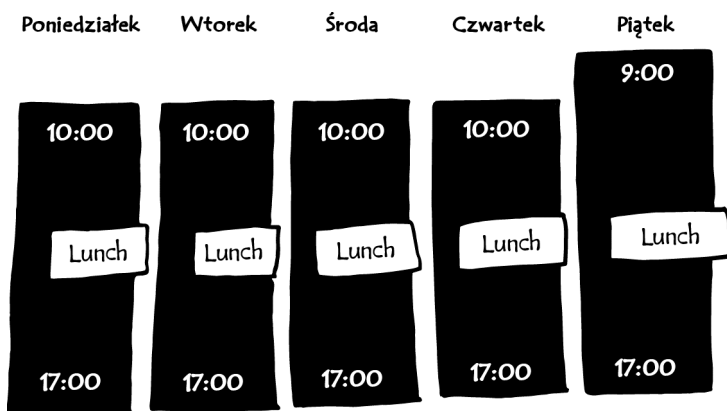 Poniedziałek Wtorek Środa Czwartek Piątek
9:00
10:00 10:00 10:00 10:00
Lunch Lunch Lunch Lunch Lunch
17:00 17:00 17:00 17:00 17:00